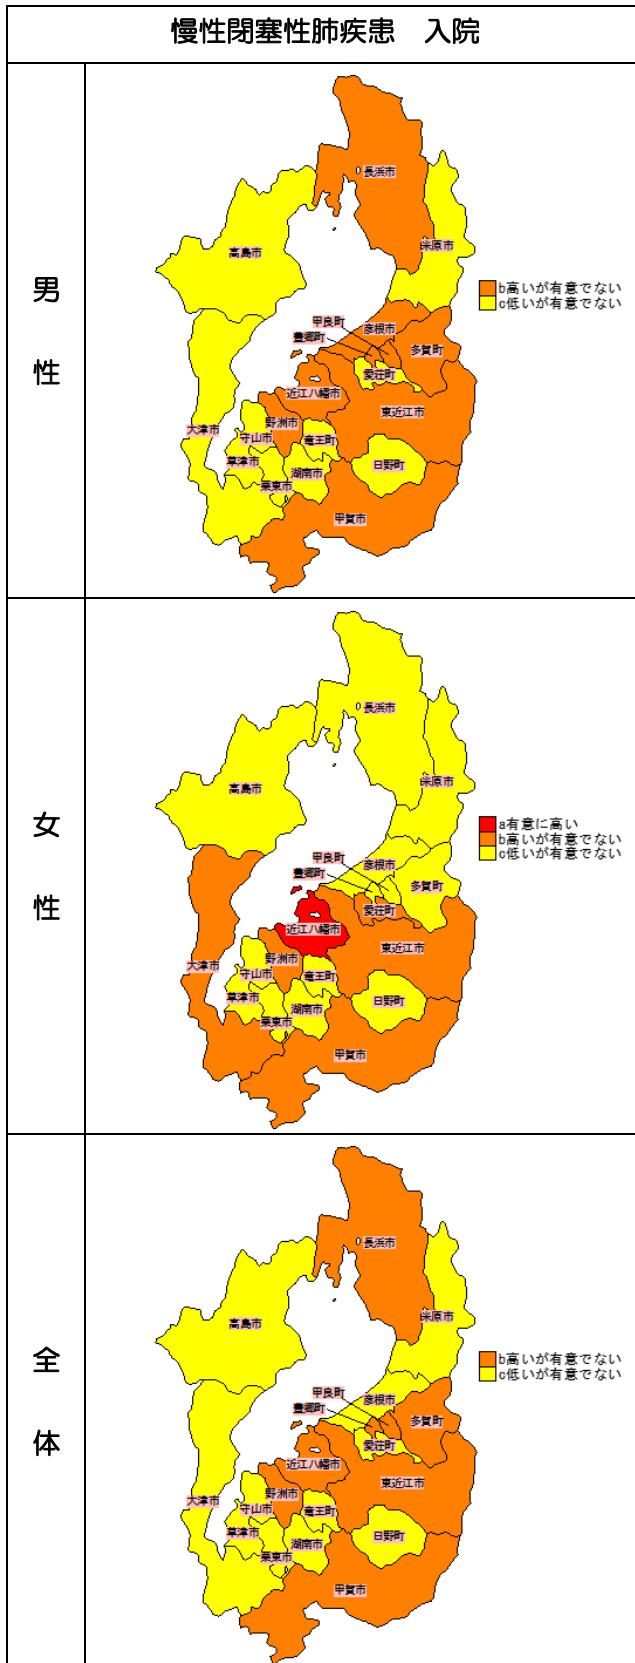 慢性閉塞性肺疾患　入院
男性
長浜市
高島市
米原市
b高いが有意でない
c低いが有意でない
甲良町
彦根市
豊郷町
多賀町
愛荘町
近江八幡市
東近江市
大津市
野洲市
守山市
竜王町
草津市
湖南市
日野町
栗東市
甲賀市
女性
長浜市
高島市
米原市
a有意に高い
b高いが有意でない
c低いが有意でない
甲良町
彦根市
豊郷町
多賀町
愛荘町
近江八幡市
東近江市
大津市
野洲市
守山市
竜王町
草津市
湖南市
日野町
栗東市
甲賀市
全体
長浜市
高島市
米原市
b高いが有意でない
c低いが有意でない
甲良町
彦根市
豊郷町
多賀町
愛荘町
近江八幡市
東近江市
大津市
野洲市
守山市
竜王町
草津市
湖南市
日野町
栗東市
甲賀市